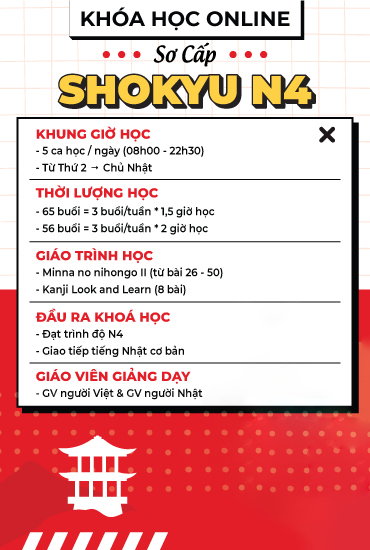 KHÓA HỌC ONLINE
Sơ Cấp
SHOKYU N4
KHUNG GIỜ HỌC
- 5 ca học / ngày (08h00 - 22h30)
- Từ Thứ 2 → Chủ Nhật
THỜI LƯỢNG HỌC
- 65 buổi = 3 buổi/tuần * 1,5 giờ học
- 56 buổi = 3 buổi/tuần * 2 giờ học
GIÁO TRÌNH HỌC
- Minna no nihongo II (từ bài 26 - 50)
- Kanji Look and Learn (8 bài)
ĐẦU RA KHOÁ HỌC
- Đạt trình độ N4
- Giao tiếp tiếng Nhật cơ bản
GIÁO VIÊN GIẢNG DẠY
- GV người Việt & GV người Nhật